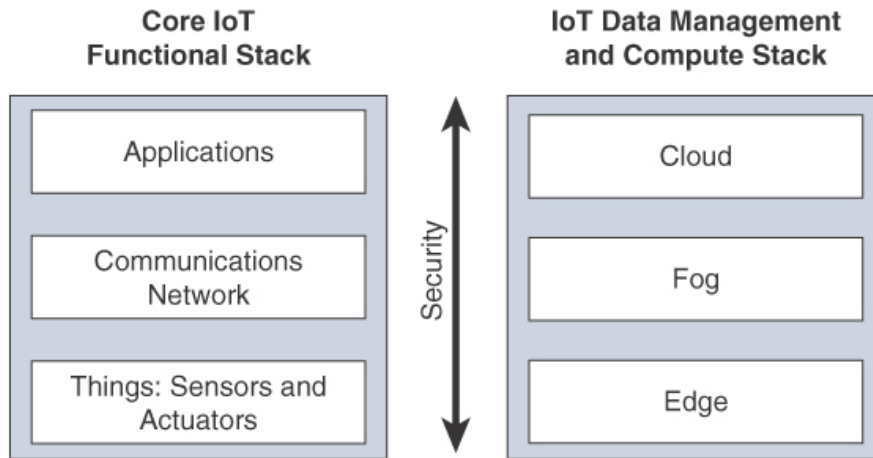 Core IoT
Functional Stack
IoT Data Management
and Compute Stack
Applications
Communications
Network
Things: Sensors and
Actuators
Security
Cloud
Fog
Edge